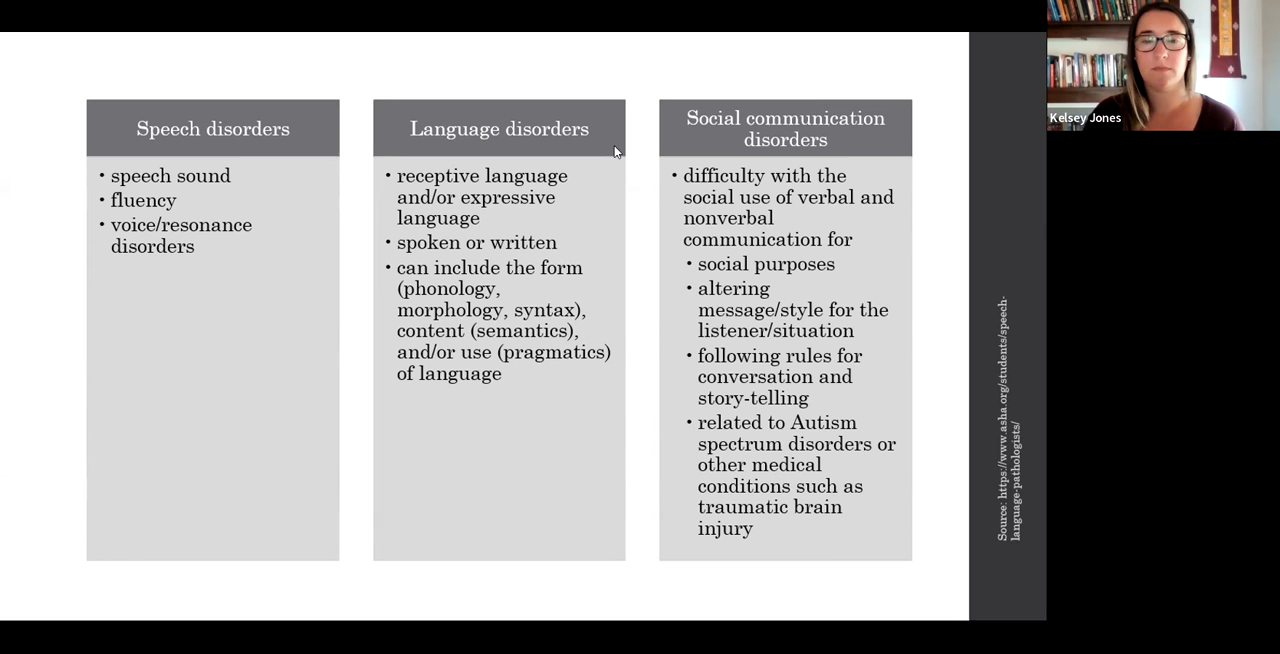 Speech disorders
• speech sound
• fluency
• voice/resonance
disorders
Language disorders
• receptive language
and/or expressive
language
• spoken or written
• can include the form
(phonology,
morphology, syntax),
content (semantics),
and/or use (pragmatics)
of language
Social communication
disorders
• difficulty with the
social use of verbal and
nonverbal
communication for
• social purposes
• altering
message/style for the
listener/situation
• following rules for
conversation and
story-telling
• related to Autism
spectrum disorders or
other medical
conditions such as
traumatic brain
injury
Source: https://www.asha.org/students/speech-
language-pathologists/
Kelsey Jones